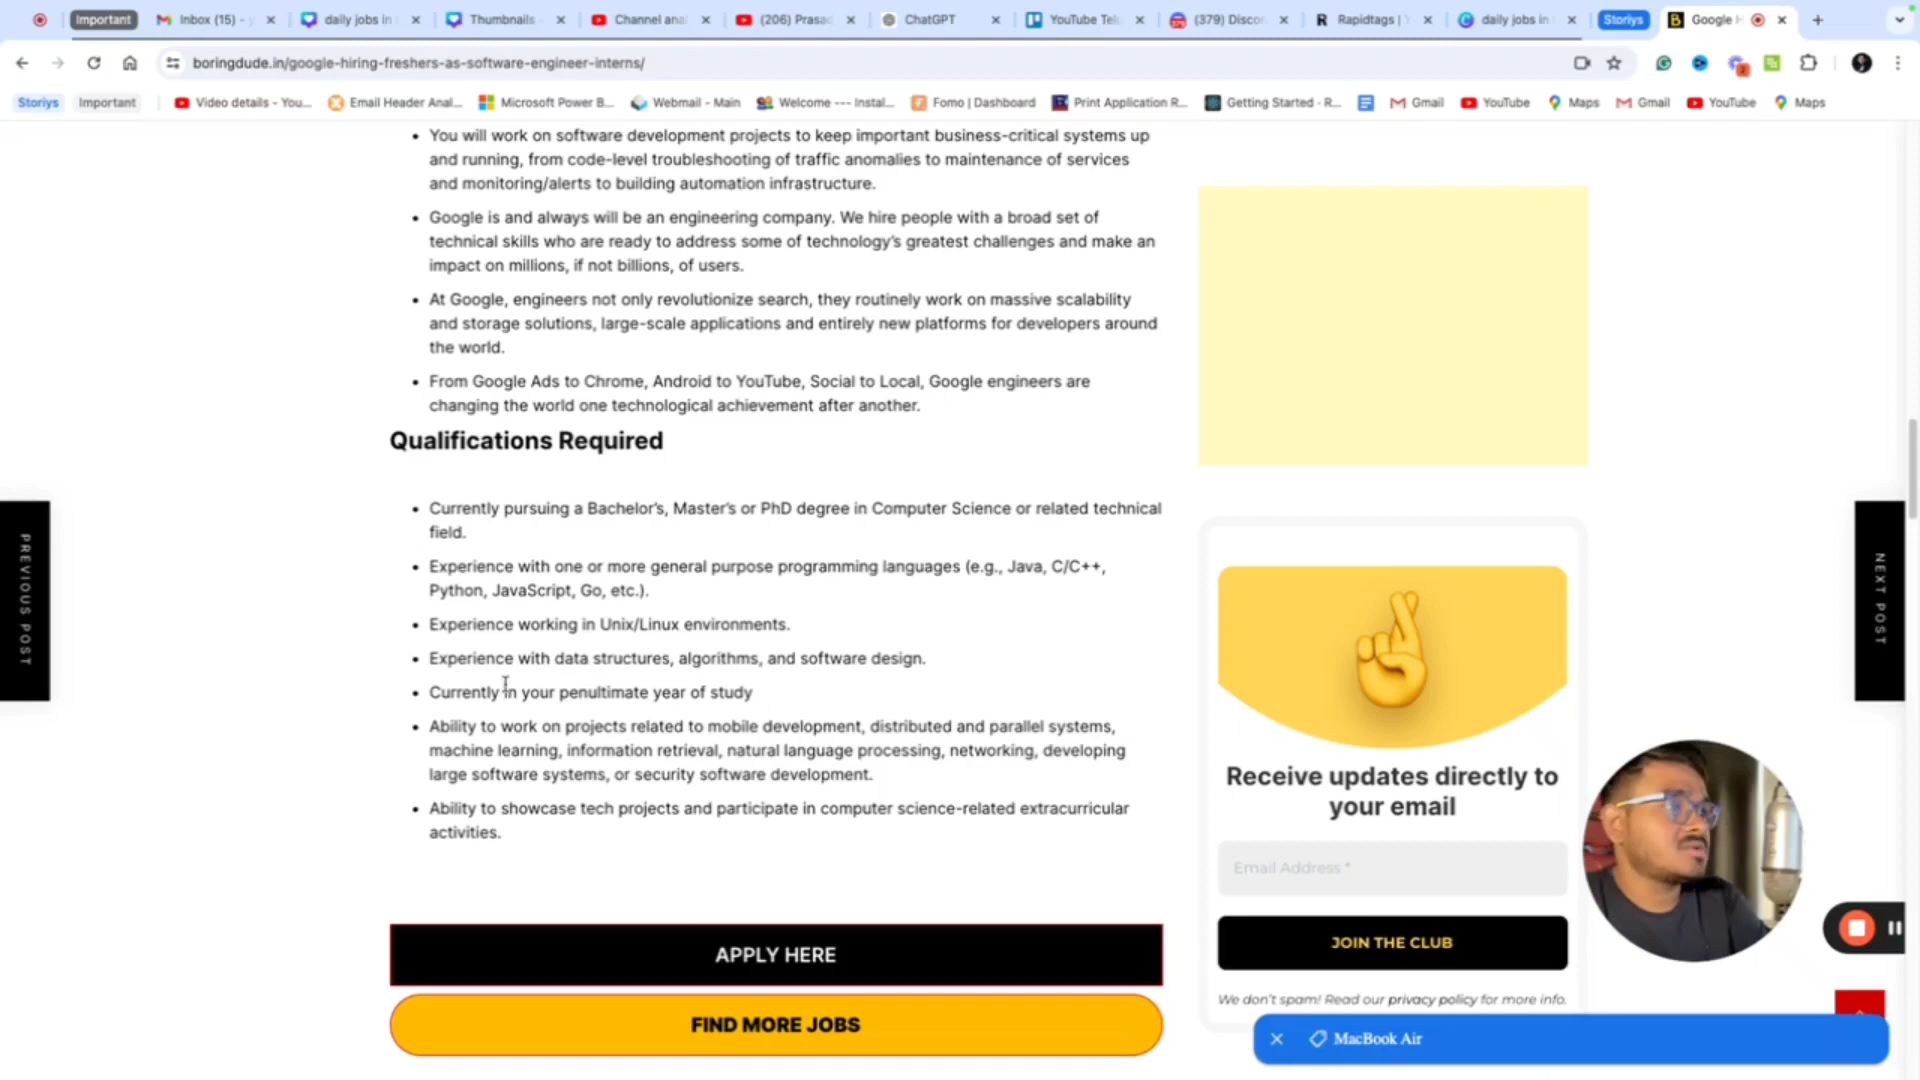 Important
Inbox (15) - y
daily jobs in
Thumbnails
Channel anal
(206) Prasad
ChatGPT
YouTube Tele
(379) Discor
Rapidtags | Y
daily jobs in
Storiys
Google H
boringdude.in/google-hiring-freshers-as-software-engineer-interns/
Storiys
Important
Video details - You...
Email Header Anal...
Microsoft Power B...
Webmail - Main
Welcome --- Instal...
Fomo | Dashboard
Print Application R...
Getting Started - R...
Gmail
YouTube
Maps
Gmail
YouTube
Maps
• You will work on software development projects to keep important business-critical systems up
and running, from code-level troubleshooting of traffic anomalies to maintenance of services
and monitoring/alerts to building automation infrastructure.
• Google is and always will be an engineering company. We hire people with a broad set of
technical skills who are ready to address some of technology's greatest challenges and make an
impact on millions, if not billions, of users.
• At Google, engineers not only revolutionize search, they routinely work on massive scalability
and storage solutions, large-scale applications and entirely new platforms for developers around
the world.
• From Google Ads to Chrome, Android to YouTube, Social to Local, Google engineers are
changing the world one technological achievement after another.
Qualifications Required
• Currently pursuing a Bachelor's, Master's or PhD degree in Computer Science or related technical
field.
• Experience with one or more general purpose programming languages (e.g., Java, C/C++,
Python, JavaScript, Go, etc.).
• Experience working in Unix/Linux environments.
• Experience with data structures, algorithms, and software design.
• Currently in your penultimate year of study
• Ability to work on projects related to mobile development, distributed and parallel systems,
machine learning, information retrieval, natural language processing, networking, developing
large software systems, or security software development.
• Ability to showcase tech projects and participate in computer science-related extracurricular
activities.
APPLY HERE
FIND MORE JOBS
PREVIOUS POST
NEXT POST
Receive updates directly to
your email
Email Address *
JOIN THE CLUB
We don't spam! Read our privacy policy for more info.
MacBook Air